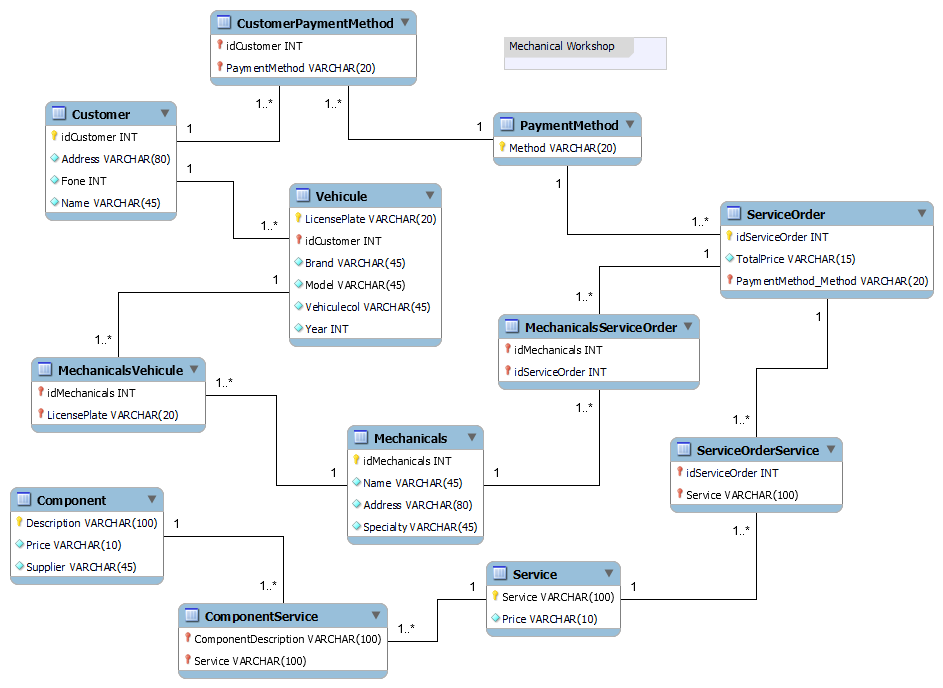 CustomerPaymentMethod
idCustomer INT
PaymentMethod VARCHAR(20)
Mechanical Workshop
1..*
1..*
Customer
idCustomer INT
Address VARCHAR(80)
Fone INT
Name VARCHAR(45)
1
1
1
PaymentMethod
Method VARCHAR(20)
1
1..*
Vehicule
LicensePlate VARCHAR(20)
idCustomer INT
Brand VARCHAR(45)
Model VARCHAR(45)
Vehiculecol VARCHAR(45)
Year INT
1..*
1
ServiceOrder
idServiceOrder INT
TotalPrice VARCHAR(15)
PaymentMethod_Method VARCHAR(20)
1
1..*
1
MechanicalsServiceOrder
idMechanicals INT
idServiceOrder INT
1..*
1..*
MechanicalsVehicule
idMechanicals INT
LicensePlate VARCHAR(20)
1..*
1..*
ServiceOrderService
idServiceOrder INT
Service VARCHAR(100)
1..*
Mechanicals
idMechanicals INT
Name VARCHAR(45)
Address VARCHAR(80)
Specialty VARCHAR(45)
1
1
Component
Description VARCHAR(100)
Price VARCHAR(10)
Supplier VARCHAR(45)
1
1..*
Service
Service VARCHAR(100)
Price VARCHAR(10)
1
1
ComponentService
ComponentDescription VARCHAR(100)
Service VARCHAR(100)
1..*